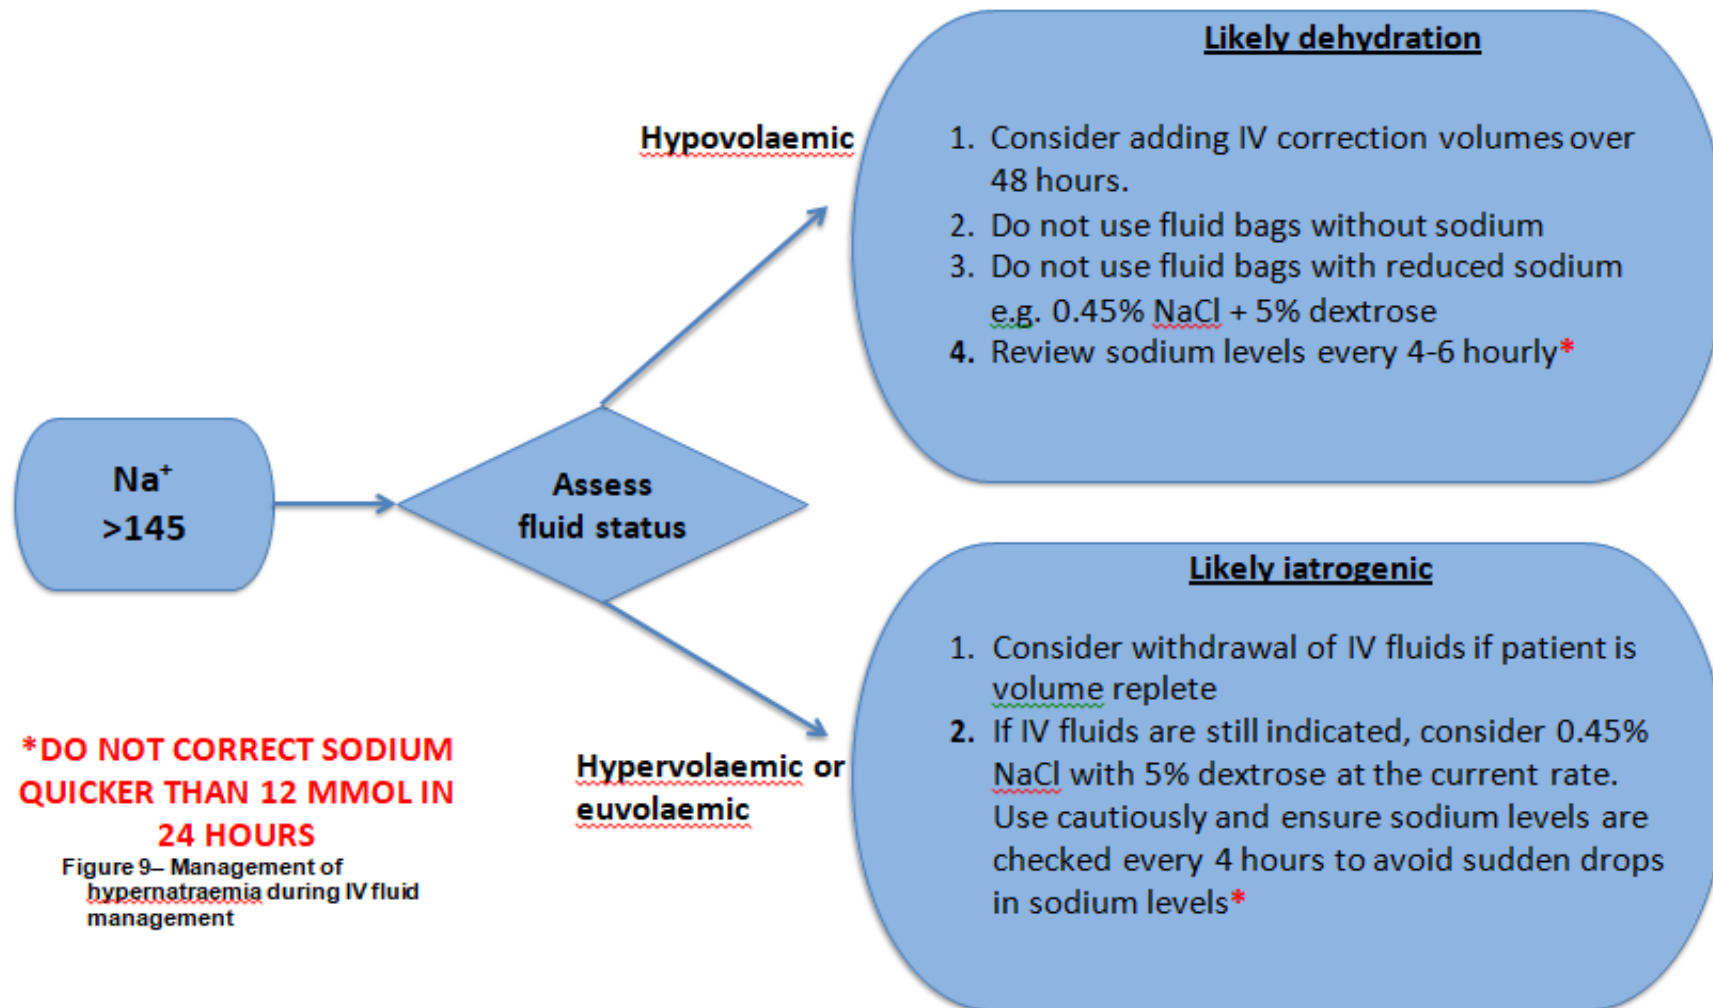 Na⁺
>145
Assess
fluid status
Hypovolaemic
Likely dehydration
1. Consider adding IV correction volumes over
48 hours.
2. Do not use fluid bags without sodium
3. Do not use fluid bags with reduced sodium
e.g. 0.45% NaCl + 5% dextrose
4. Review sodium levels every 4-6 hourly*
Hypervolaemic or
euvolaemic
Likely iatrogenic
1. Consider withdrawal of IV fluids if patient is
volume replete
2. If IV fluids are still indicated, consider 0.45%
NaCl with 5% dextrose at the current rate.
Use cautiously and ensure sodium levels are
checked every 4 hours to avoid sudden drops
in sodium levels*
*DO NOT CORRECT SODIUM
QUICKER THAN 12 MMOL IN
24 HOURS
Figure 9– Management of
hypernatraemia during IV fluid
management